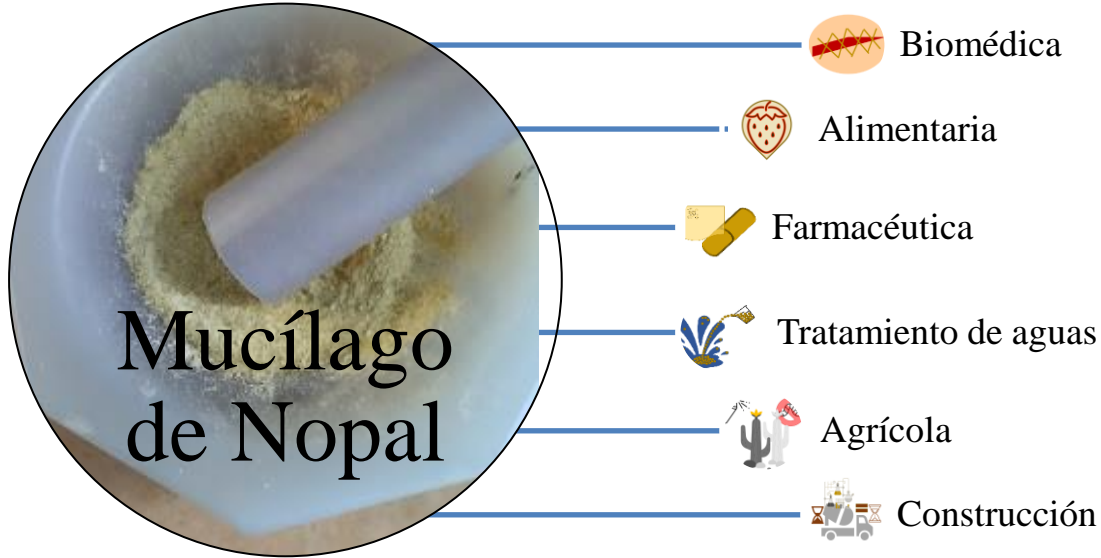 Mucílago
de Nopal
Biomédica
Alimentaria
Farmacéutica
Tratamiento de aguas
Agrícola
Construcción